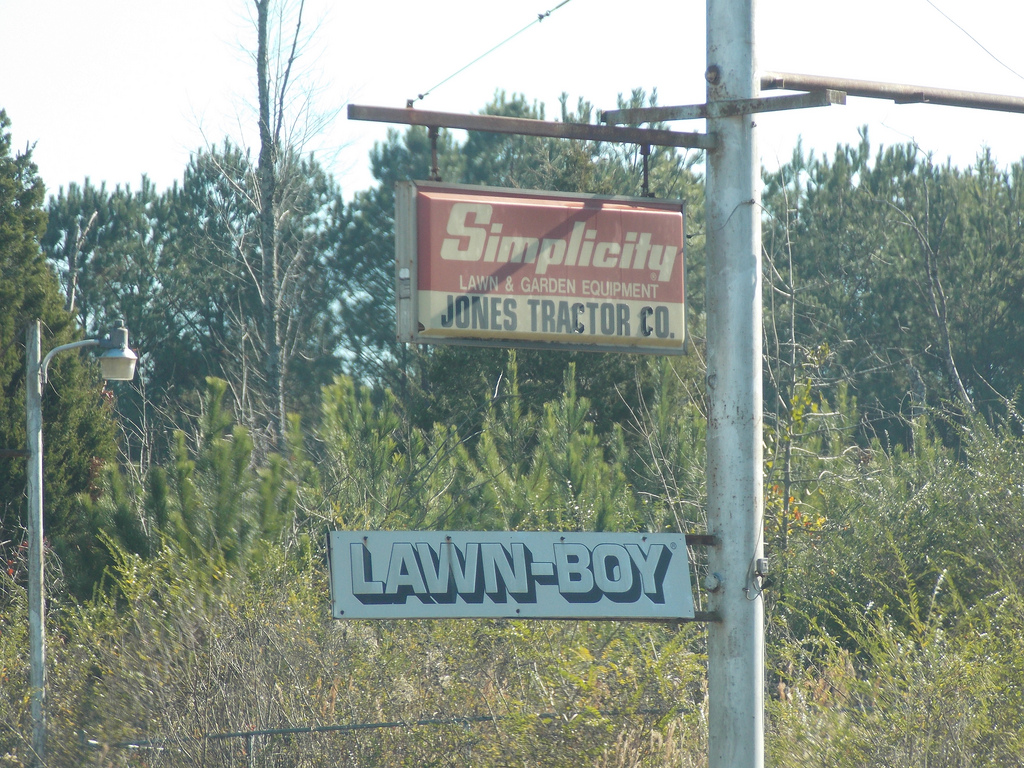 Simplicity®
LAWN & GARDEN EQUIPMENT
JONES TRACTOR CO.
LAWN-BOY®